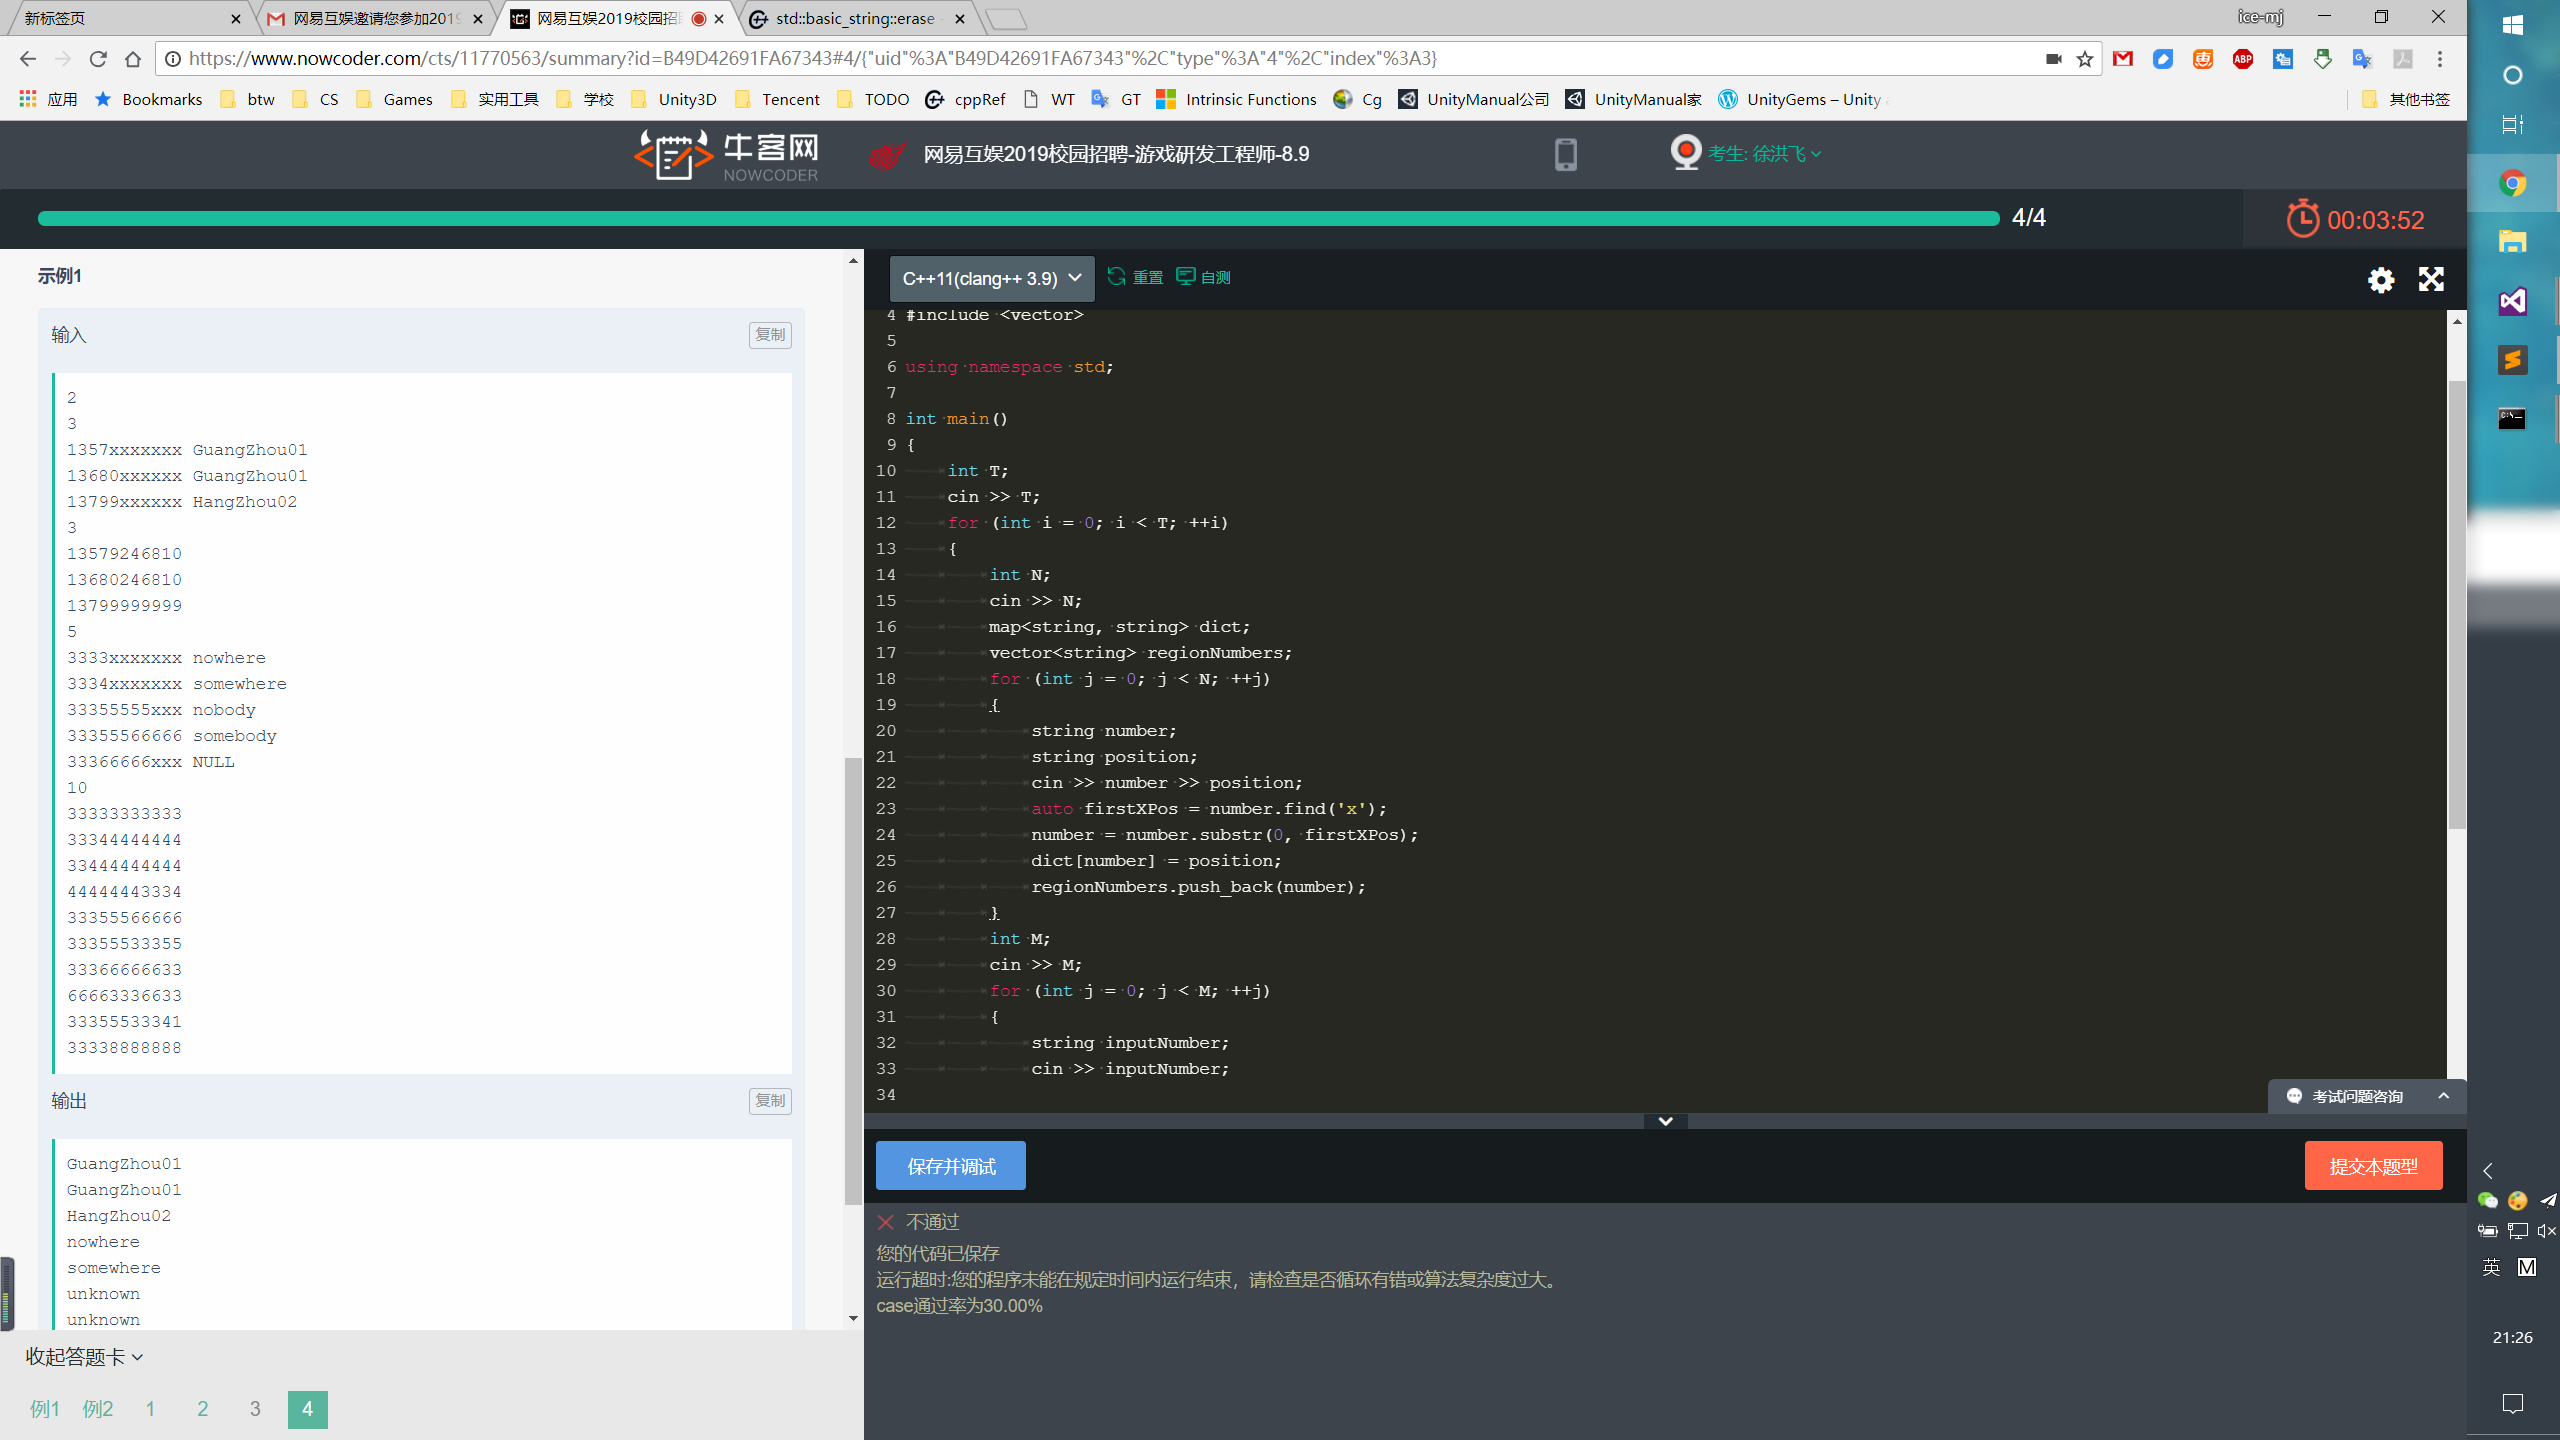 新标签页
网易互娱邀请您参加2019
网易互娱2019校园招聘
std::basic_string::erase -
ice-mj
https://www.nowcoder.com/cts/11770563/summary?id=B49D42691FA67343#4/{"uid"%3A"B49D42691FA67343"%2C"type"%3A"4"%2C"index"%3A3}
应用 Bookmarks btw CS Games 实用工具 学校 Unity3D Tencent TODO cppRef WT GT Intrinsic Functions Cg UnityManual公司 UnityManual家 UnityGems – Unity 其他书签
牛客网
NOWCODER
网易互娱2019校园招聘-游戏研发工程师-8.9
考生: 徐洪飞
4/4
00:03:52
示例1
输入
复制
2
3
1357xxxxxxx GuangZhou01
13680xxxxxx GuangZhou01
13799xxxxxx HangZhou02
3
13579246810
13680246810
13799999999
5
3333xxxxxxx nowhere
3334xxxxxxx somewhere
33355555xxx nobody
33355566666 somebody
33366666xxx NULL
10
33333333333
33344444444
33444444444
44444443334
33355566666
33355533355
33366666633
66663336633
33355533341
33338888888
输出
复制
GuangZhou01
GuangZhou01
HangZhou02
nowhere
somewhere
unknown
unknown
收起答题卡
例1 例2 1 2 3 4
C++11(clang++ 3.9) 重置 自测
4 #include <vector>
5
6 using namespace std;
7
8 int main()
9 {
10 int T;
11 cin >> T;
12 for (int i = 0; i < T; ++i)
13 {
14 int N;
15 cin >> N;
16 map<string, string> dict;
17 vector<string> regionNumbers;
18 for (int j = 0; j < N; ++j)
19 {
20 string number;
21 string position;
22 cin >> number >> position;
23 auto firstXPos = number.find('x');
24 number = number.substr(0, firstXPos);
25 dict[number] = position;
26 regionNumbers.push_back(number);
27 }
28 int M;
29 cin >> M;
30 for (int j = 0; j < M; ++j)
31 {
32 string inputNumber;
33 cin >> inputNumber;
34
考试问题咨询
保存并调试
提交本题型
不通过
您的代码已保存
运行超时:您的程序未能在规定时间内运行结束，请检查是否循环有错或算法复杂度过大。
case通过率为30.00%
英 M
21:26